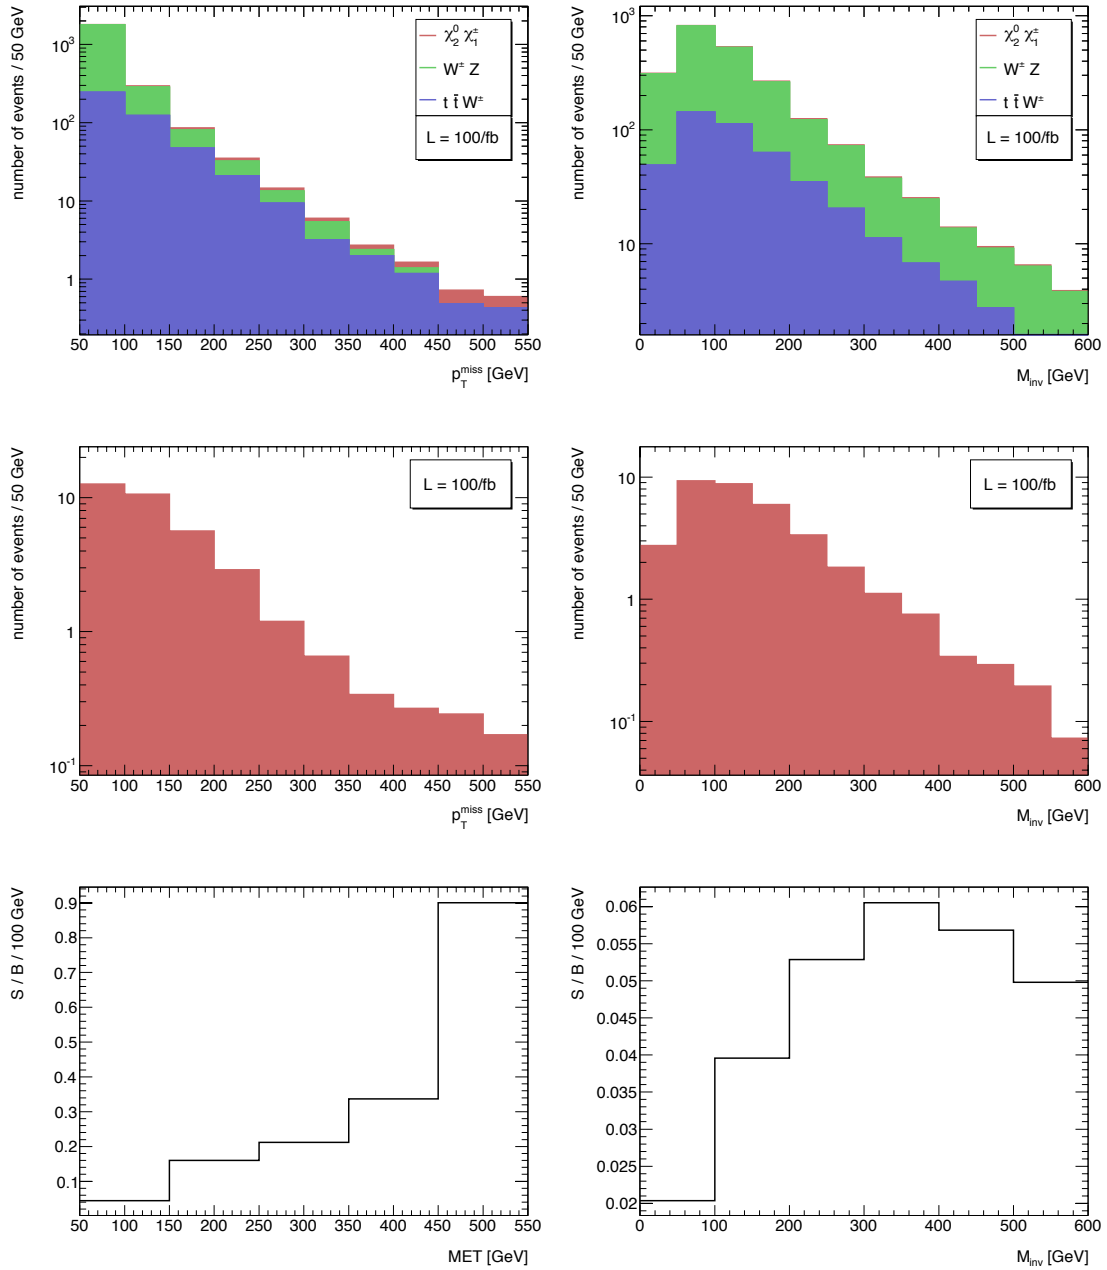 number of events / 50 GeV
10³
10²
10
1
χ₂⁰ χ₁±
W± Z
t t̄ W±
L = 100/fb
50 100 150 200 250 300 350 400 450 500 550
p_T^miss [GeV]
number of events / 50 GeV
10³
10²
10
χ₂⁰ χ₁±
W± Z
t t̄ W±
L = 100/fb
0 100 200 300 400 500 600
M_inv [GeV]
number of events / 50 GeV
10
1
10⁻¹
L = 100/fb
50 100 150 200 250 300 350 400 450 500 550
p_T^miss [GeV]
number of events / 50 GeV
10
1
10⁻¹
L = 100/fb
0 100 200 300 400 500 600
M_inv [GeV]
S / B / 100 GeV
0.9
0.8
0.7
0.6
0.5
0.4
0.3
0.2
0.1
50 100 150 200 250 300 350 400 450 500 550
MET [GeV]
S / B / 100 GeV
0.06
0.055
0.05
0.045
0.04
0.035
0.03
0.025
0.02
0 100 200 300 400 500 600
M_inv [GeV]